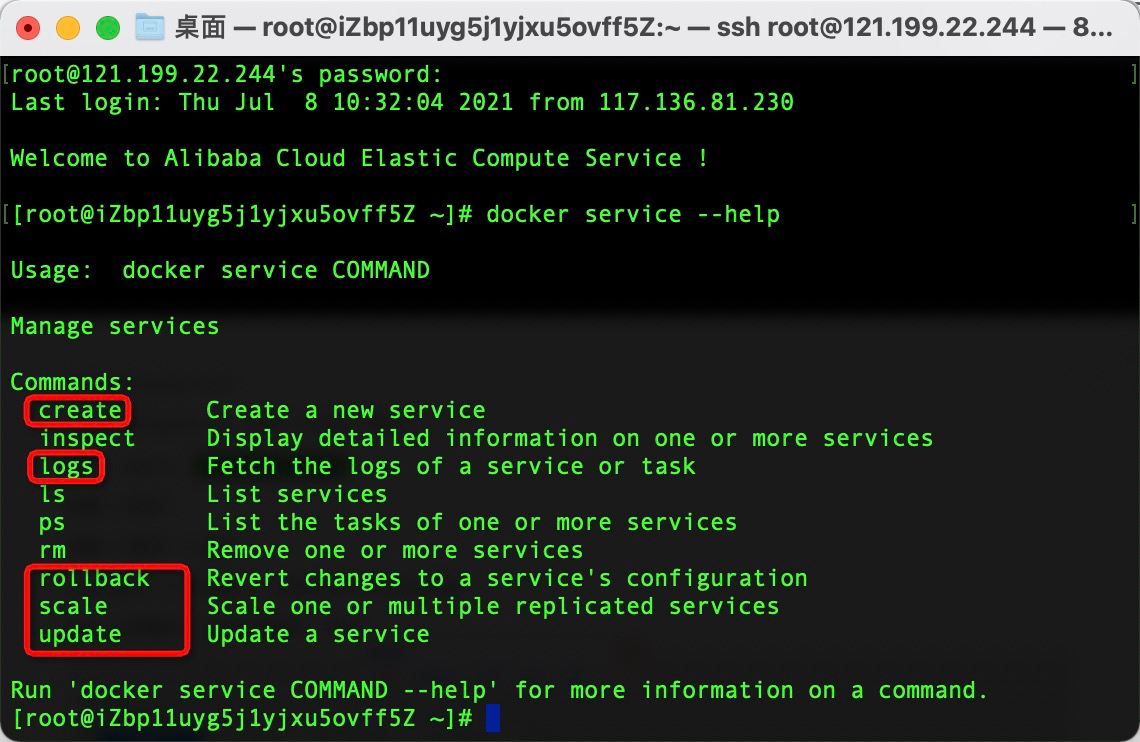 桌面 — root@iZbp11uyg5j1yjxu5ovff5Z:~ — ssh root@121.199.22.244 — 8...
[root@121.199.22.244's password: ]
Last login: Thu Jul  8 10:32:04 2021 from 117.136.81.230
Welcome to Alibaba Cloud Elastic Compute Service !
[[root@iZbp11uyg5j1yjxu5ovff5Z ~]# docker service --help ]
Usage:  docker service COMMAND
Manage services
Commands:
  create      Create a new service
  inspect     Display detailed information on one or more services
  logs        Fetch the logs of a service or task
  ls          List services
  ps          List the tasks of one or more services
  rm          Remove one or more services
  rollback    Revert changes to a service's configuration
  scale       Scale one or multiple replicated services
  update      Update a service
Run 'docker service COMMAND --help' for more information on a command.
[root@iZbp11uyg5j1yjxu5ovff5Z ~]#